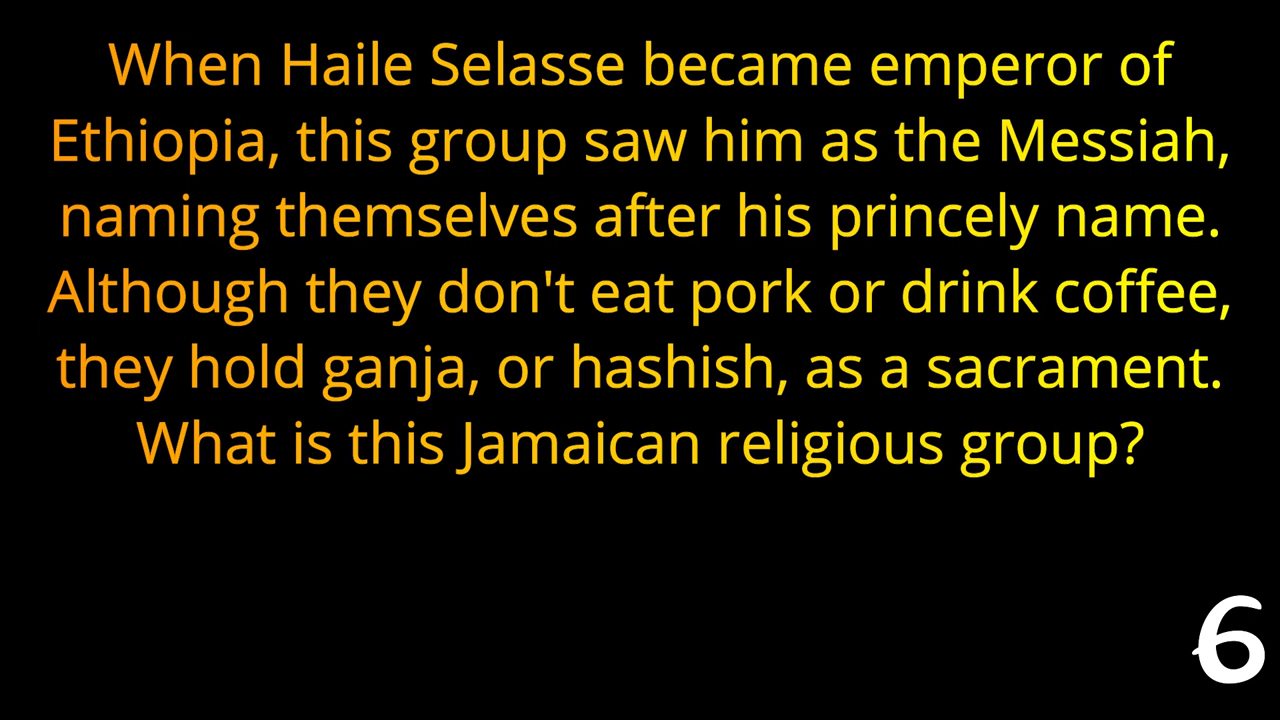 When Haile Selasse became emperor of
Ethiopia, this group saw him as the Messiah,
naming themselves after his princely name.
Although they don't eat pork or drink coffee,
they hold ganja, or hashish, as a sacrament.
What is this Jamaican religious group?
6